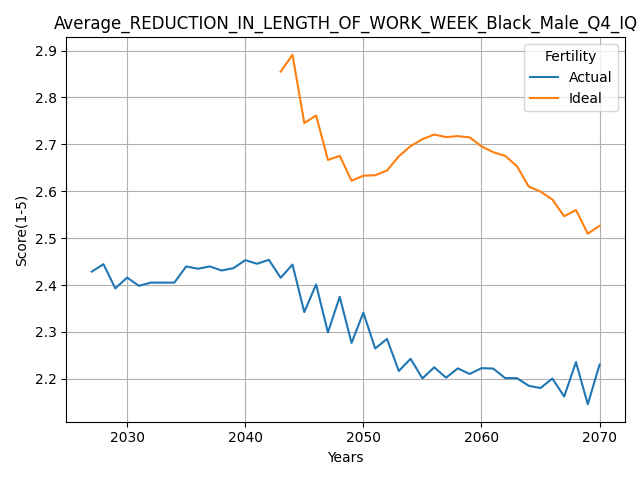 Average_REDUCTION_IN_LENGTH_OF_WORK_WEEK_Black_Male_Q4_IQ
Fertility
Actual
Ideal
Score(1-5)
2.9
2.8
2.7
2.6
2.5
2.4
2.3
2.2
2030 2040 2050 2060 2070
Years